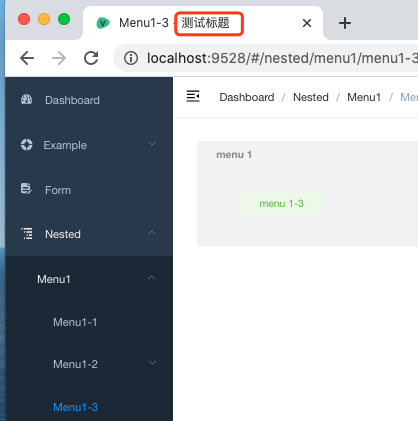 Menu1-3 - 测试标题
localhost:9528/#/nested/menu1/menu1-3
Dashboard
Example
Form
Nested
Menu1
Menu1-1
Menu1-2
Menu1-3
Dashboard / Nested / Menu1 / Me
menu 1
menu 1-3